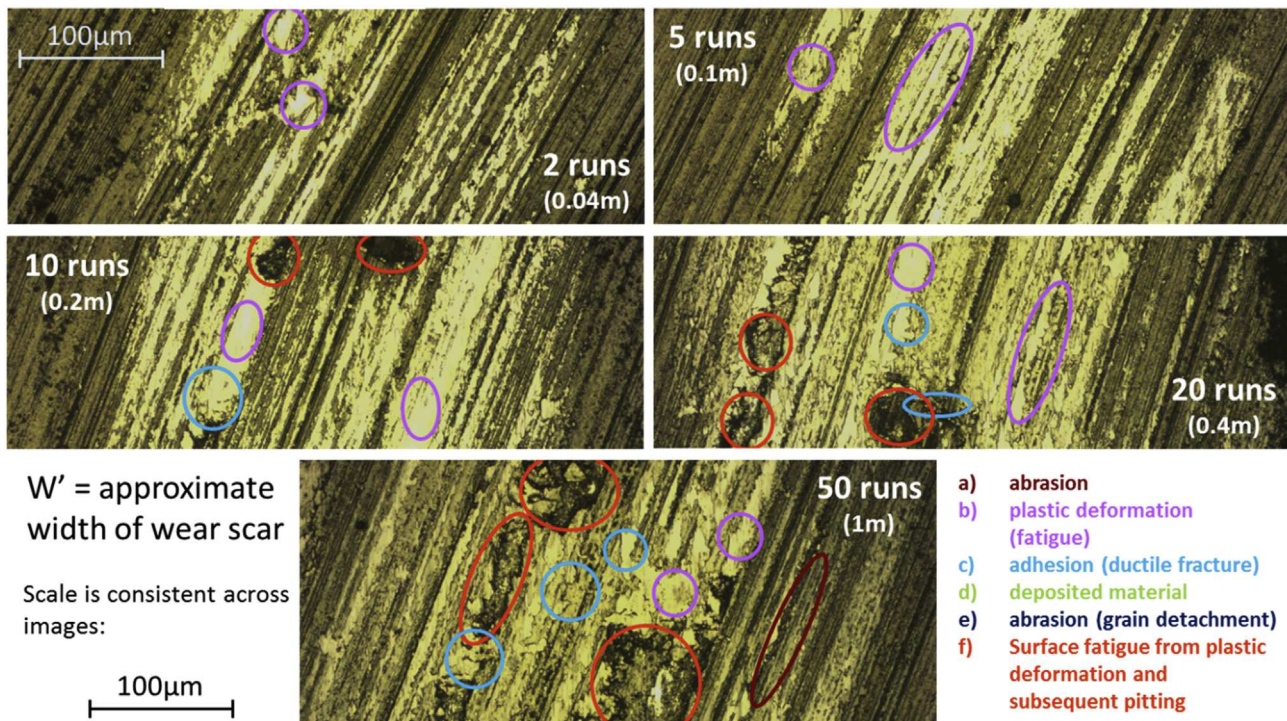 100µm
2 runs
(0.04m)
5 runs
(0.1m)
10 runs
(0.2m)
20 runs
(0.4m)
W' = approximate
width of wear scar
Scale is consistent across
images:
100µm
50 runs
(1m)
a) abrasion
b) plastic deformation
(fatigue)
c) adhesion (ductile fracture)
d) deposited material
e) abrasion (grain detachment)
f) Surface fatigue from plastic
deformation and
subsequent pitting